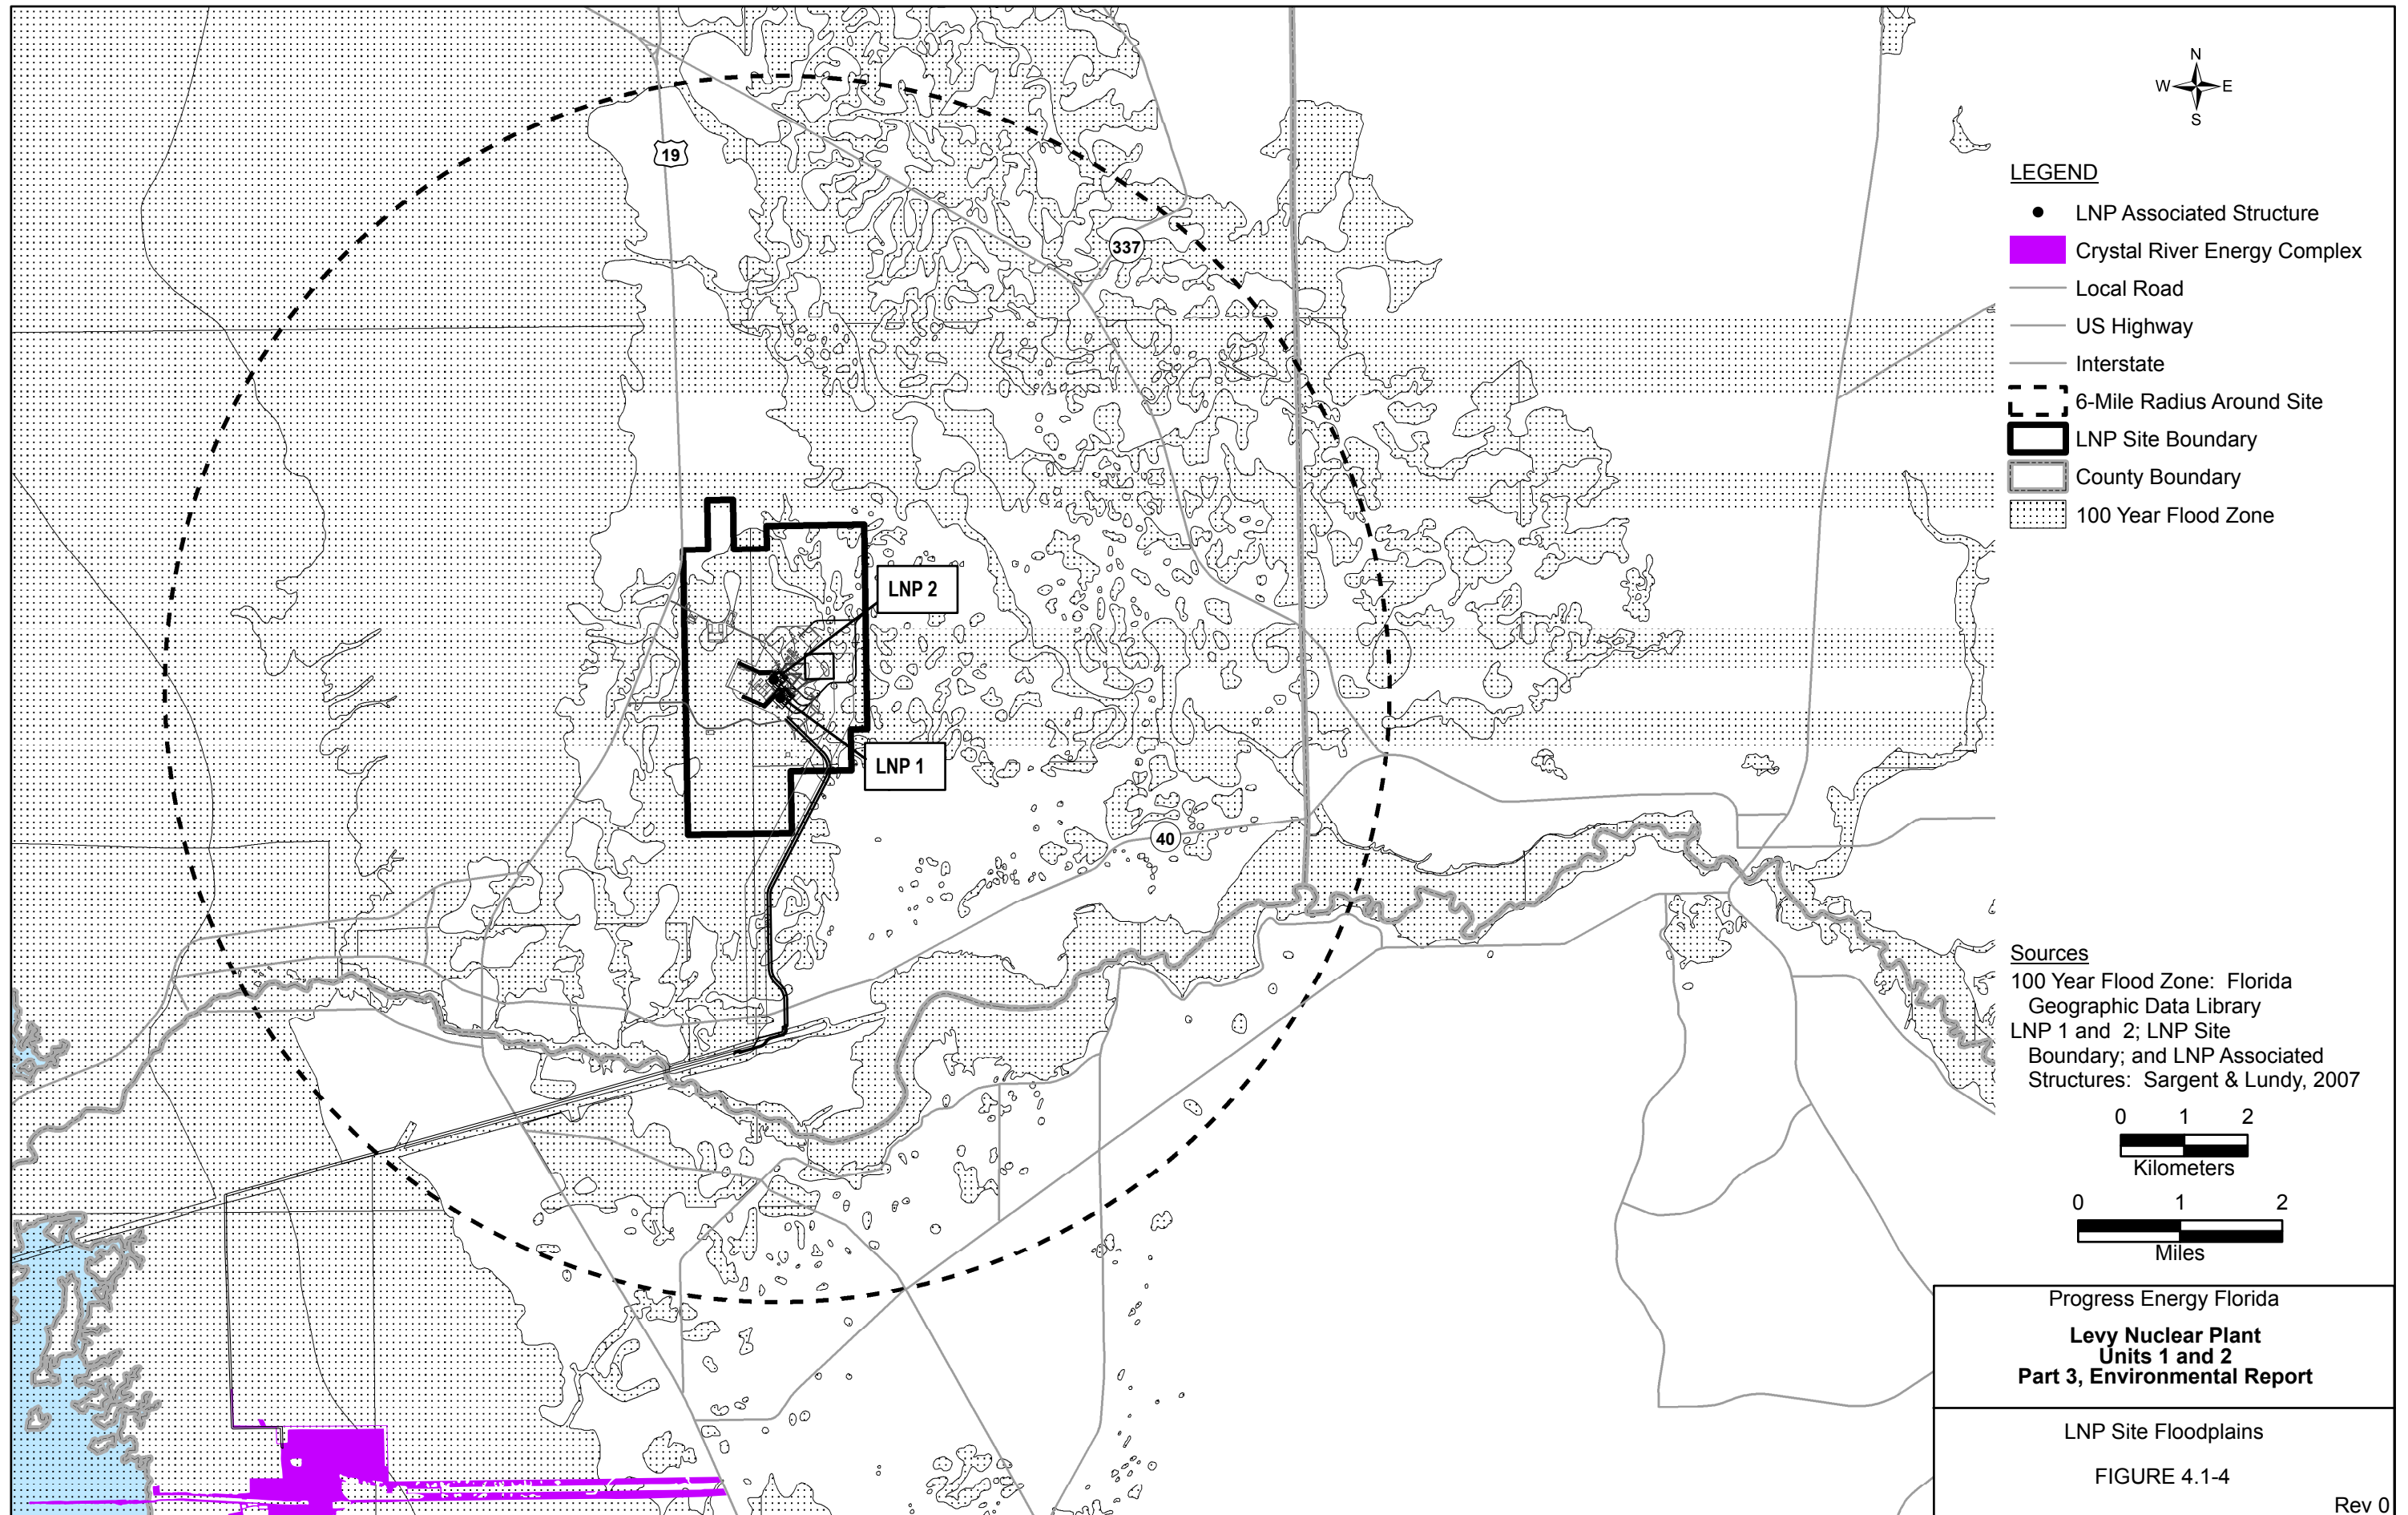 N
W E
S
19
337
LNP 2
LNP 1
40
LEGEND
LNP Associated Structure
Crystal River Energy Complex
Local Road
US Highway
Interstate
6-Mile Radius Around Site
LNP Site Boundary
County Boundary
100 Year Flood Zone
Sources
100 Year Flood Zone: Florida
Geographic Data Library
LNP 1 and 2; LNP Site
Boundary; and LNP Associated
Structures: Sargent & Lundy, 2007
0 1 2
Kilometers
0 1 2
Miles
Progress Energy Florida
Levy Nuclear Plant
Units 1 and 2
Part 3, Environmental Report
LNP Site Floodplains
FIGURE 4.1-4
Rev 0